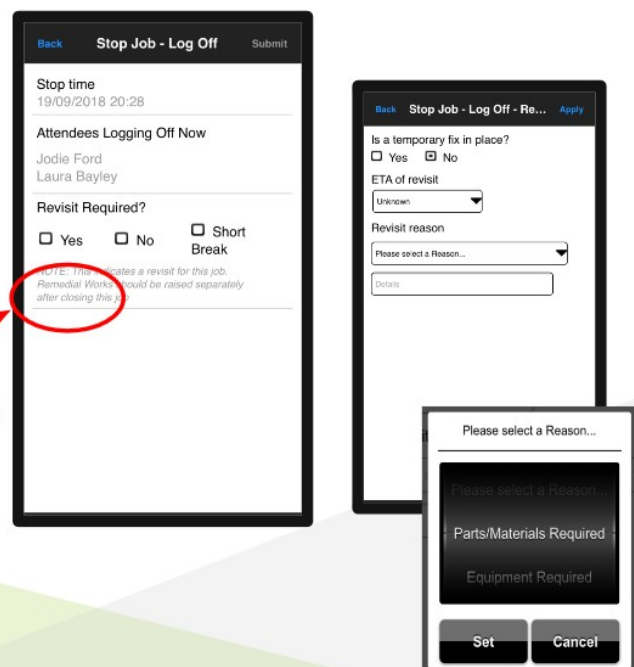 Back Stop Job - Log Off Submit
Stop time
19/09/2018 20:28
Attendees Logging Off Now
Jodie Ford
Laura Bayley
Revisit Required?
Yes No Short
Break
NOTE: This indicates a revisit for this job.
Remedial Works should be raised separately
after closing this job
Back Stop Job - Log Off - Re... Apply
Is a temporary fix in place?
Yes No
ETA of revisit
Unknown
Revisit reason
Please select a Reason...
Details
Please select a Reason...
Please select a Reason...
Parts/Materials Required
Equipment Required
Set Cancel